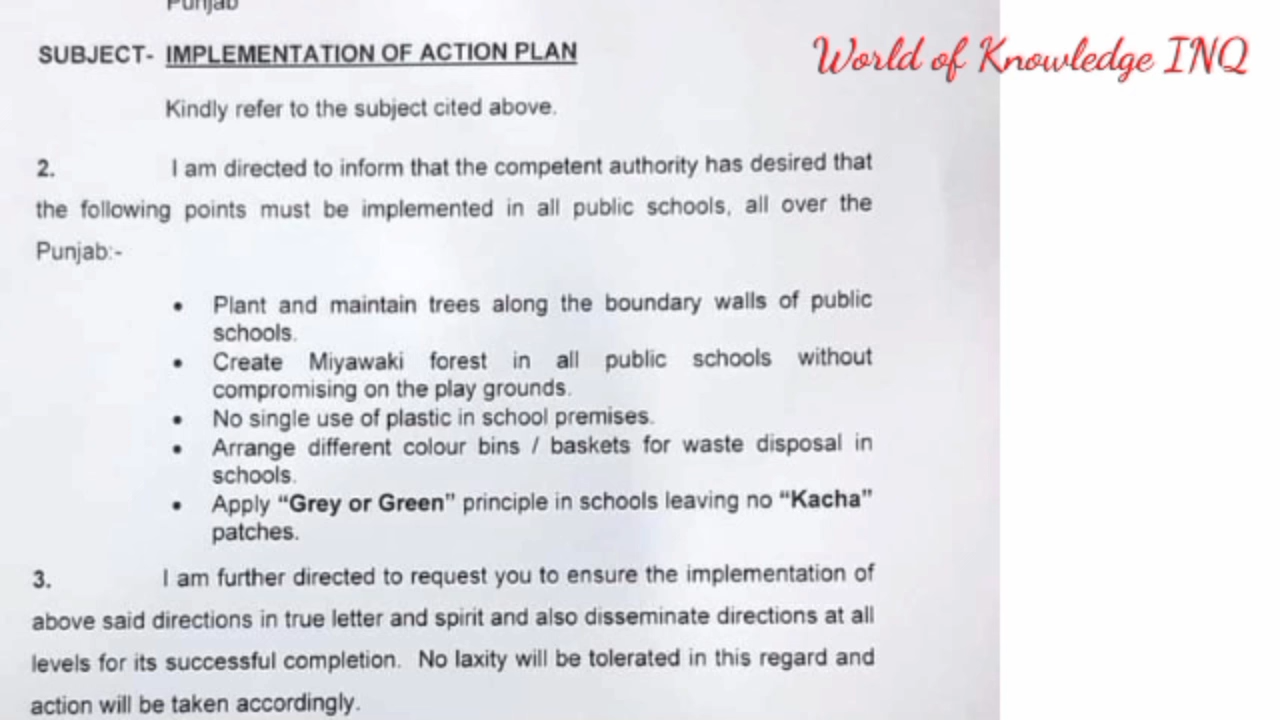 Punjab
SUBJECT- IMPLEMENTATION OF ACTION PLAN
World of Knowledge INQ
Kindly refer to the subject cited above.
2. I am directed to inform that the competent authority has desired that
the following points must be implemented in all public schools, all over the
Punjab:-
• Plant and maintain trees along the boundary walls of public
schools.
• Create Miyawaki forest in all public schools without
compromising on the play grounds.
• No single use of plastic in school premises.
• Arrange different colour bins / baskets for waste disposal in
schools.
• Apply “Grey or Green” principle in schools leaving no “Kacha”
patches.
3. I am further directed to request you to ensure the implementation of
above said directions in true letter and spirit and also disseminate directions at all
levels for its successful completion. No laxity will be tolerated in this regard and
action will be taken accordingly.